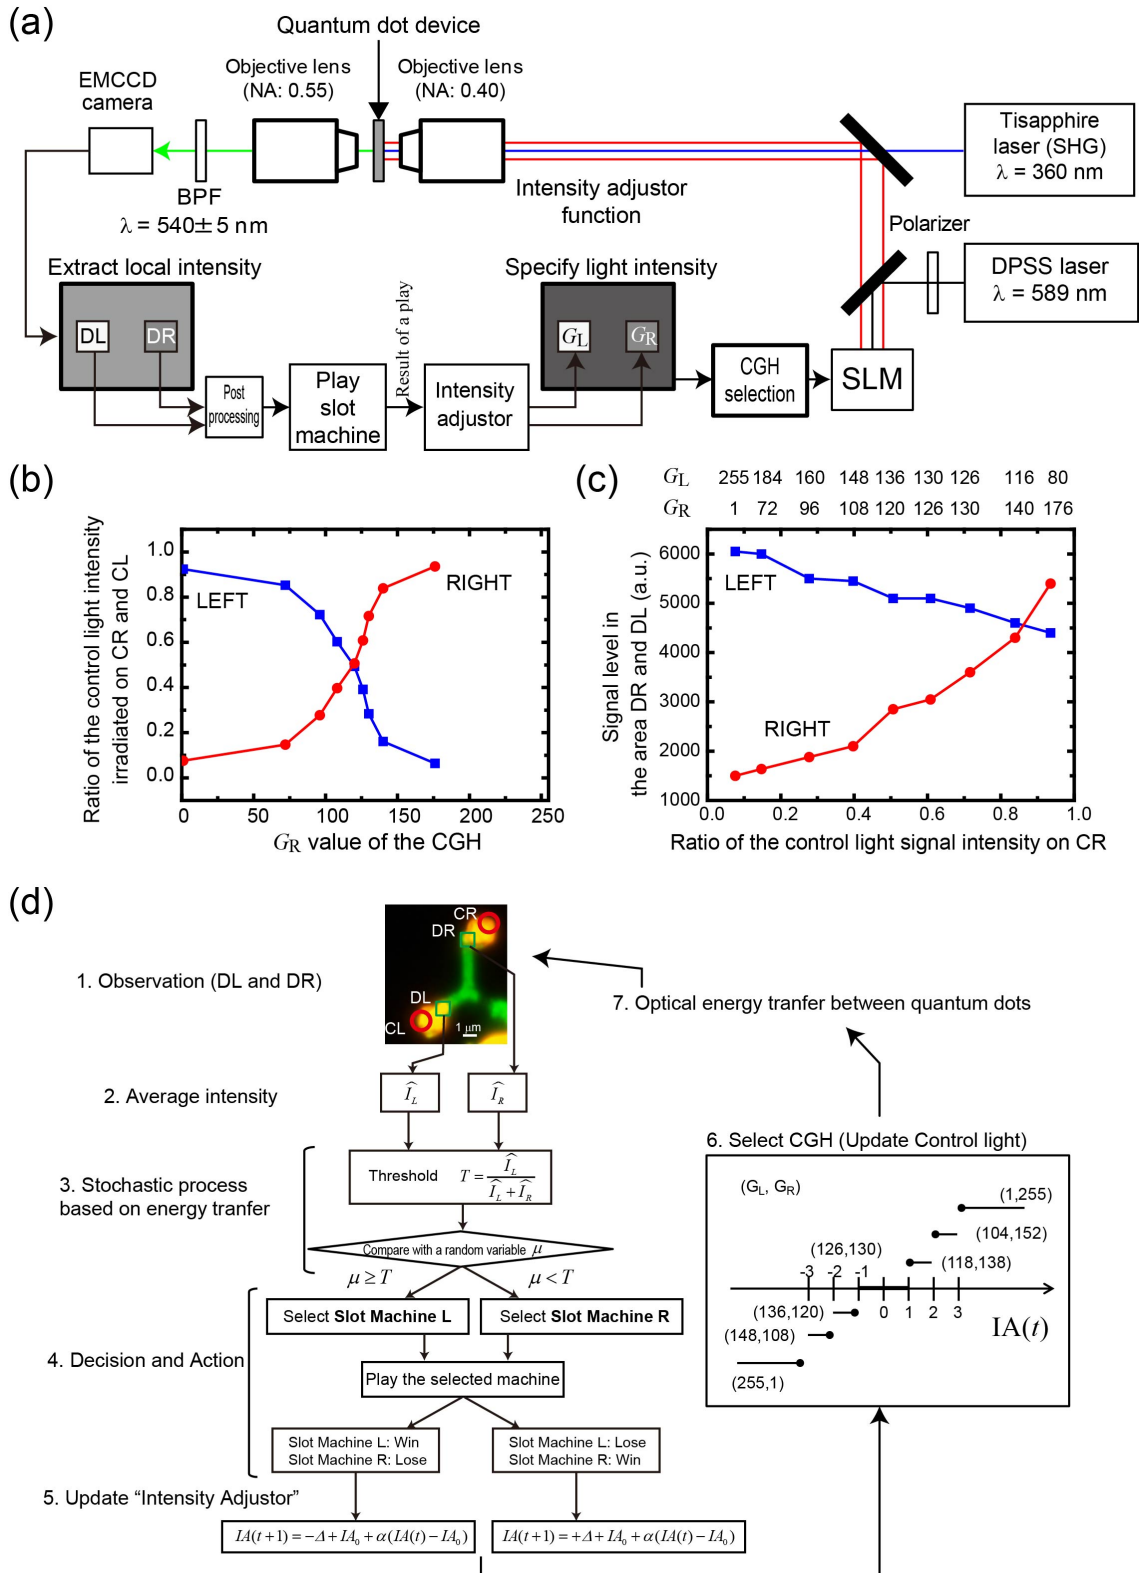 (a)
Quantum dot device
Objective lens
(NA: 0.55)
Objective lens
(NA: 0.40)
EMCCD
camera
BPF
λ = 540± 5 nm
Intensity adjustor
function
Tisapphire
laser (SHG)
λ = 360 nm
Polarizer
DPSS laser
λ = 589 nm
Extract local intensity
DL
DR
Post
processing
Play
slot
machine
Result of a play
Intensity
adjustor
Specify light intensity
GL
GR
CGH
selection
SLM
(b)
Ratio of the control light intensity
irradiated on CR and CL
1.0
0.8
0.6
0.4
0.2
0.0
LEFT
RIGHT
0 50 100 150 200 250
GR value of the CGH
(c)
GL 255 184 160 148 136 130 126 116 80
GR 1 72 96 108 120 126 130 140 176
Signal level in
the area DR and DL (a.u.)
6000
5000
4000
3000
2000
1000
LEFT
RIGHT
0.0 0.2 0.4 0.6 0.8 1.0
Ratio of the control light signal intensity on CR
(d)
1. Observation (DL and DR)
CR
DR
DL
CL
1 μm
2. Average intensity
I_L
I_R
3. Stochastic process
based on energy tranfer
Threshold T = I_L / (I_L + I_R)
Compare with a random variable μ
μ ≥ T
μ < T
4. Decision and Action
Select Slot Machine L
Select Slot Machine R
Play the selected machine
Slot Machine L: Win
Slot Machine R: Lose
Slot Machine L: Lose
Slot Machine R: Win
5. Update “Intensity Adjustor”
IA(t+1) = −Δ + IA₀ + α(IA(t) − IA₀)
IA(t+1) = +Δ + IA₀ + α(IA(t) − IA₀)
7. Optical energy tranfer between quantum dots
6. Select CGH (Update Control light)
(GL, GR)
(1,255)
(104,152)
(126,130)
(118,138)
-3 -2 -1
0 1 2 3
(136,120)
IA(t)
(148,108)
(255,1)